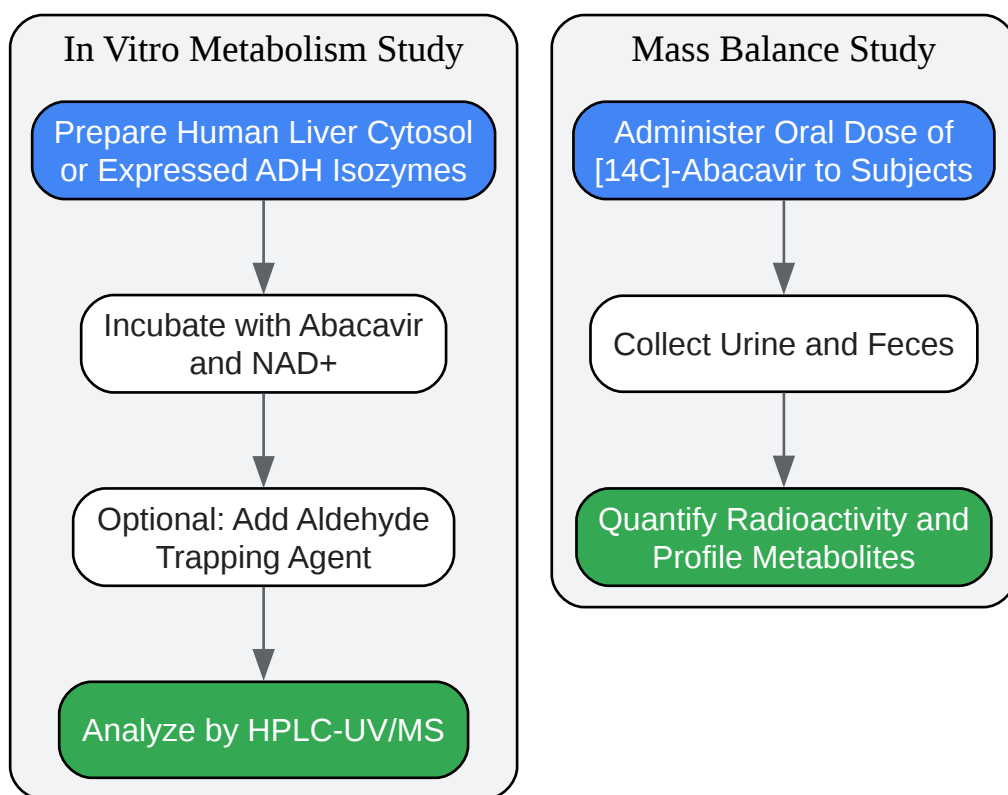 In Vitro Metabolism Study
Prepare Human Liver Cytosol
or Expressed ADH Isozymes
Incubate with Abacavir
and NAD+
Optional: Add Aldehyde
Trapping Agent
Analyze by HPLC-UV/MS
Mass Balance Study
Administer Oral Dose of
[14C]-Abacavir to Subjects
Collect Urine and Feces
Quantify Radioactivity and
Profile Metabolites